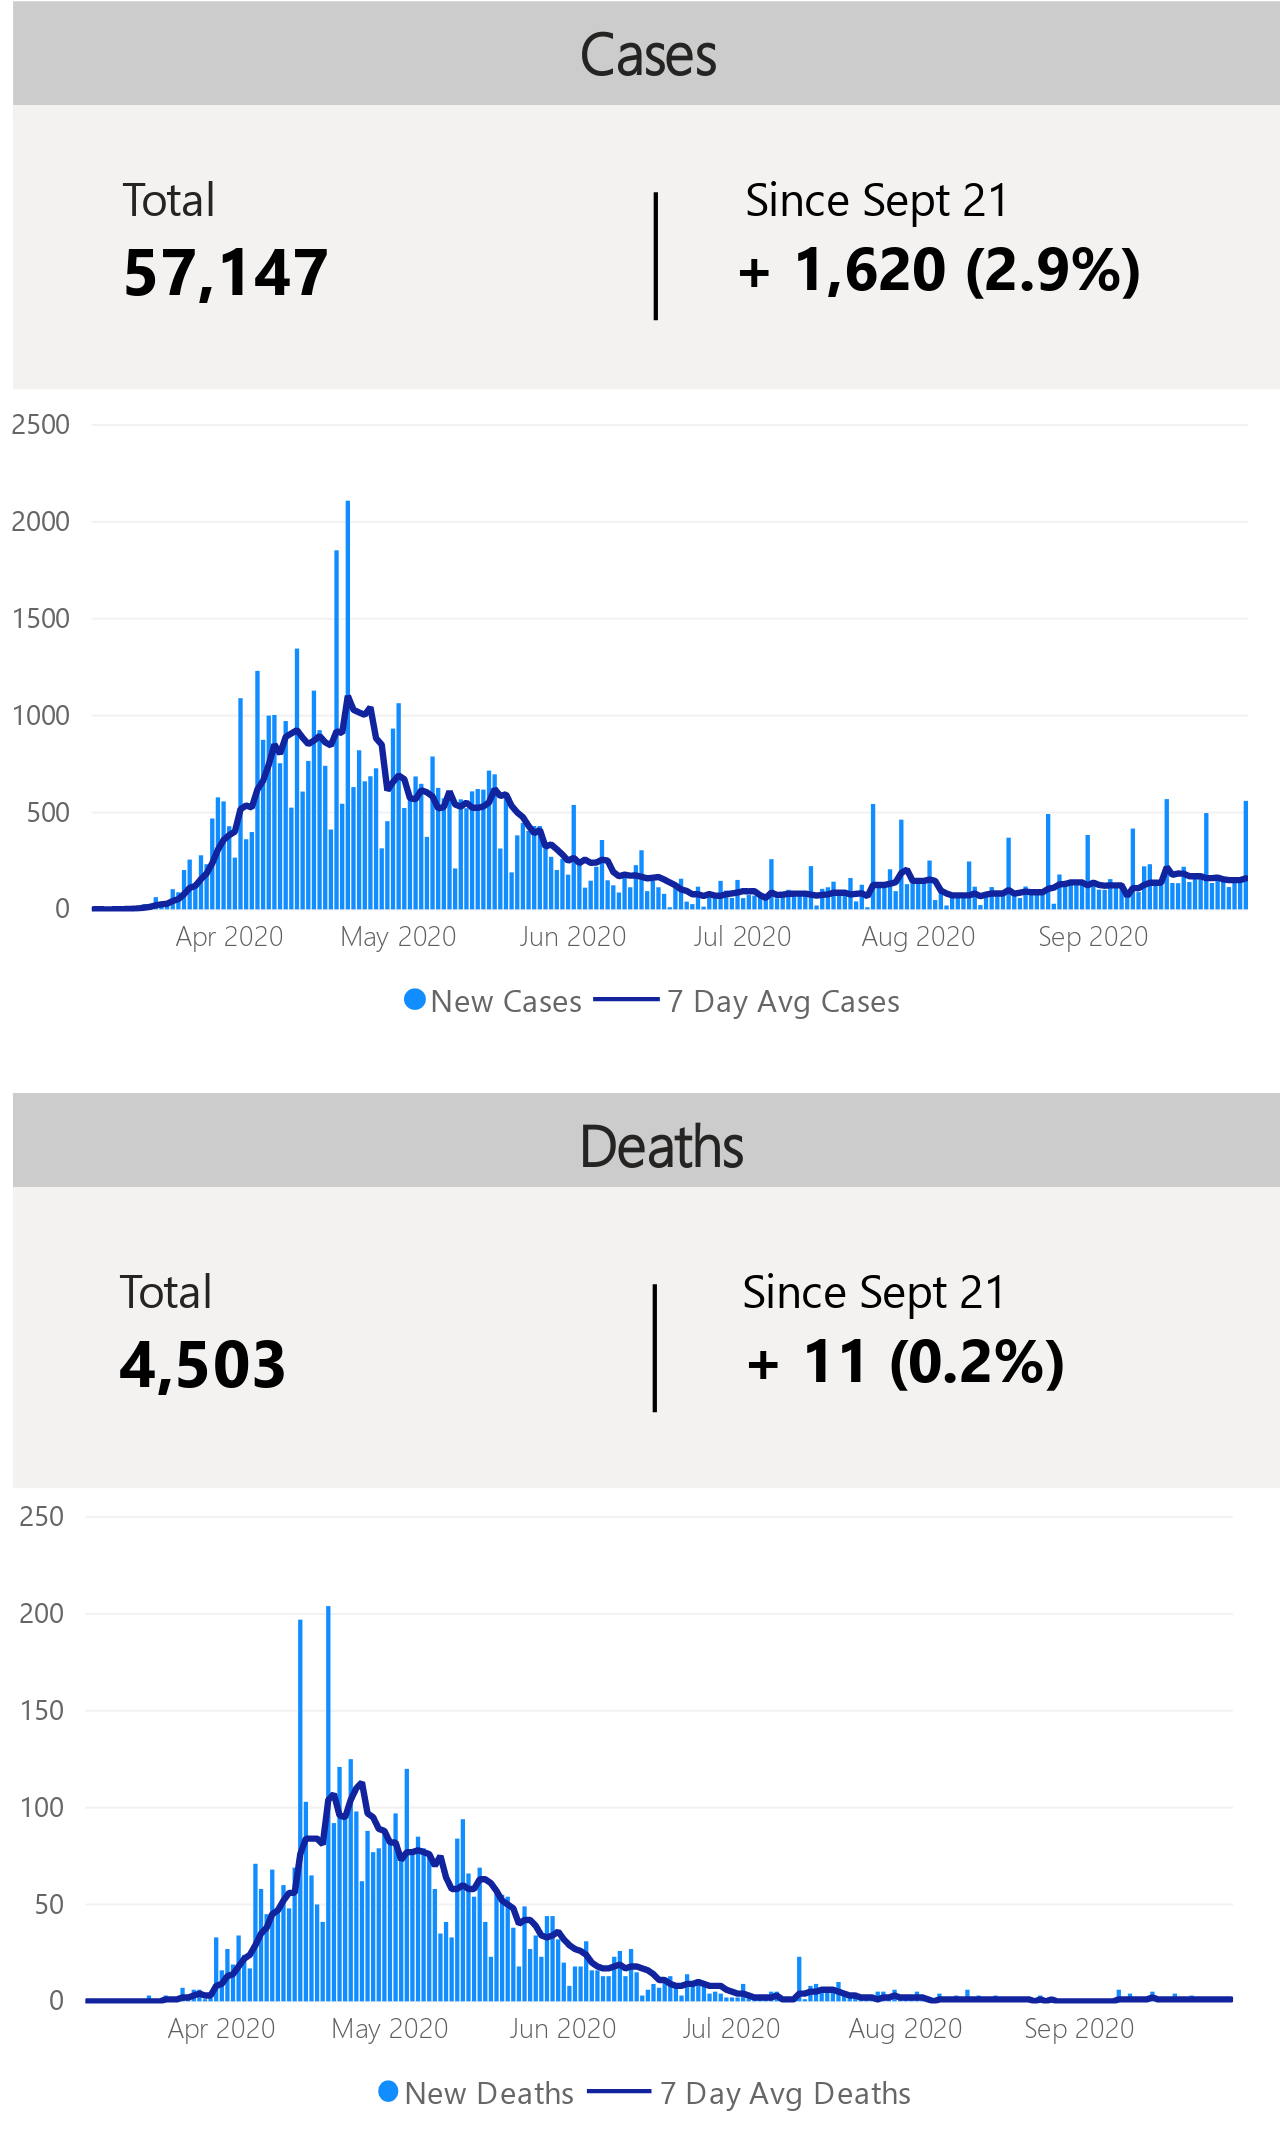 Cases
Total
Since Sept 21
57,147
+ 1,620 (2.9%)
2500
2000
1500
1000
500
0
Apr 2020 May 2020 Jun 2020 Jul 2020 Aug 2020 Sep 2020
New Cases 7 Day Avg Cases
Deaths
Total
Since Sept 21
4,503
+ 11 (0.2%)
250
200
150
100
50
0
Apr 2020 May 2020 Jun 2020 Jul 2020 Aug 2020 Sep 2020
New Deaths 7 Day Avg Deaths